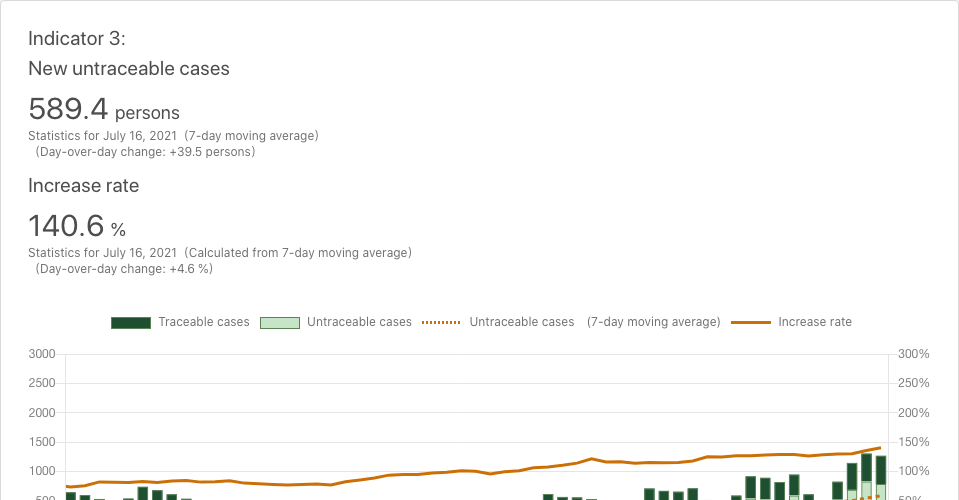 Indicator 3:
New untraceable cases
589.4 persons
Statistics for July 16, 2021 (7-day moving average)
(Day-over-day change: +39.5 persons)
Increase rate
140.6 %
Statistics for July 16, 2021 (Calculated from 7-day moving average)
(Day-over-day change: +4.6 %)
Traceable cases Untraceable cases Untraceable cases (7-day moving average) Increase rate
3000 300%
2500 250%
2000 200%
1500 150%
1000 100%
500 50%